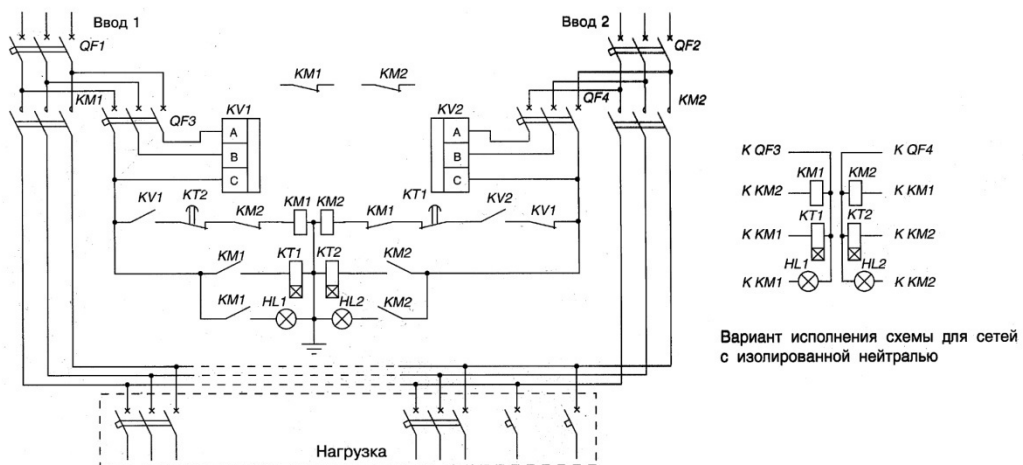 Ввод 1
Ввод 2
QF1
QF2
KM1
KM2
KM1
QF3
KV1
KV2
QF4
KM2
A
B
C
A
B
C
KV1
KT2
KM2
KM1
KM2
KM1
KT1
KV2
KV1
KM1
KT1
KT2
KM2
KM1
HL1
HL2
KM2
Нагрузка
К QF3
К QF4
KM1
KM2
К KM2
К KM1
KT1
KT2
К KM1
К KM2
HL1
HL2
К KM1
К KM2
Вариант исполнения схемы для сетей
с изолированной нейтралью